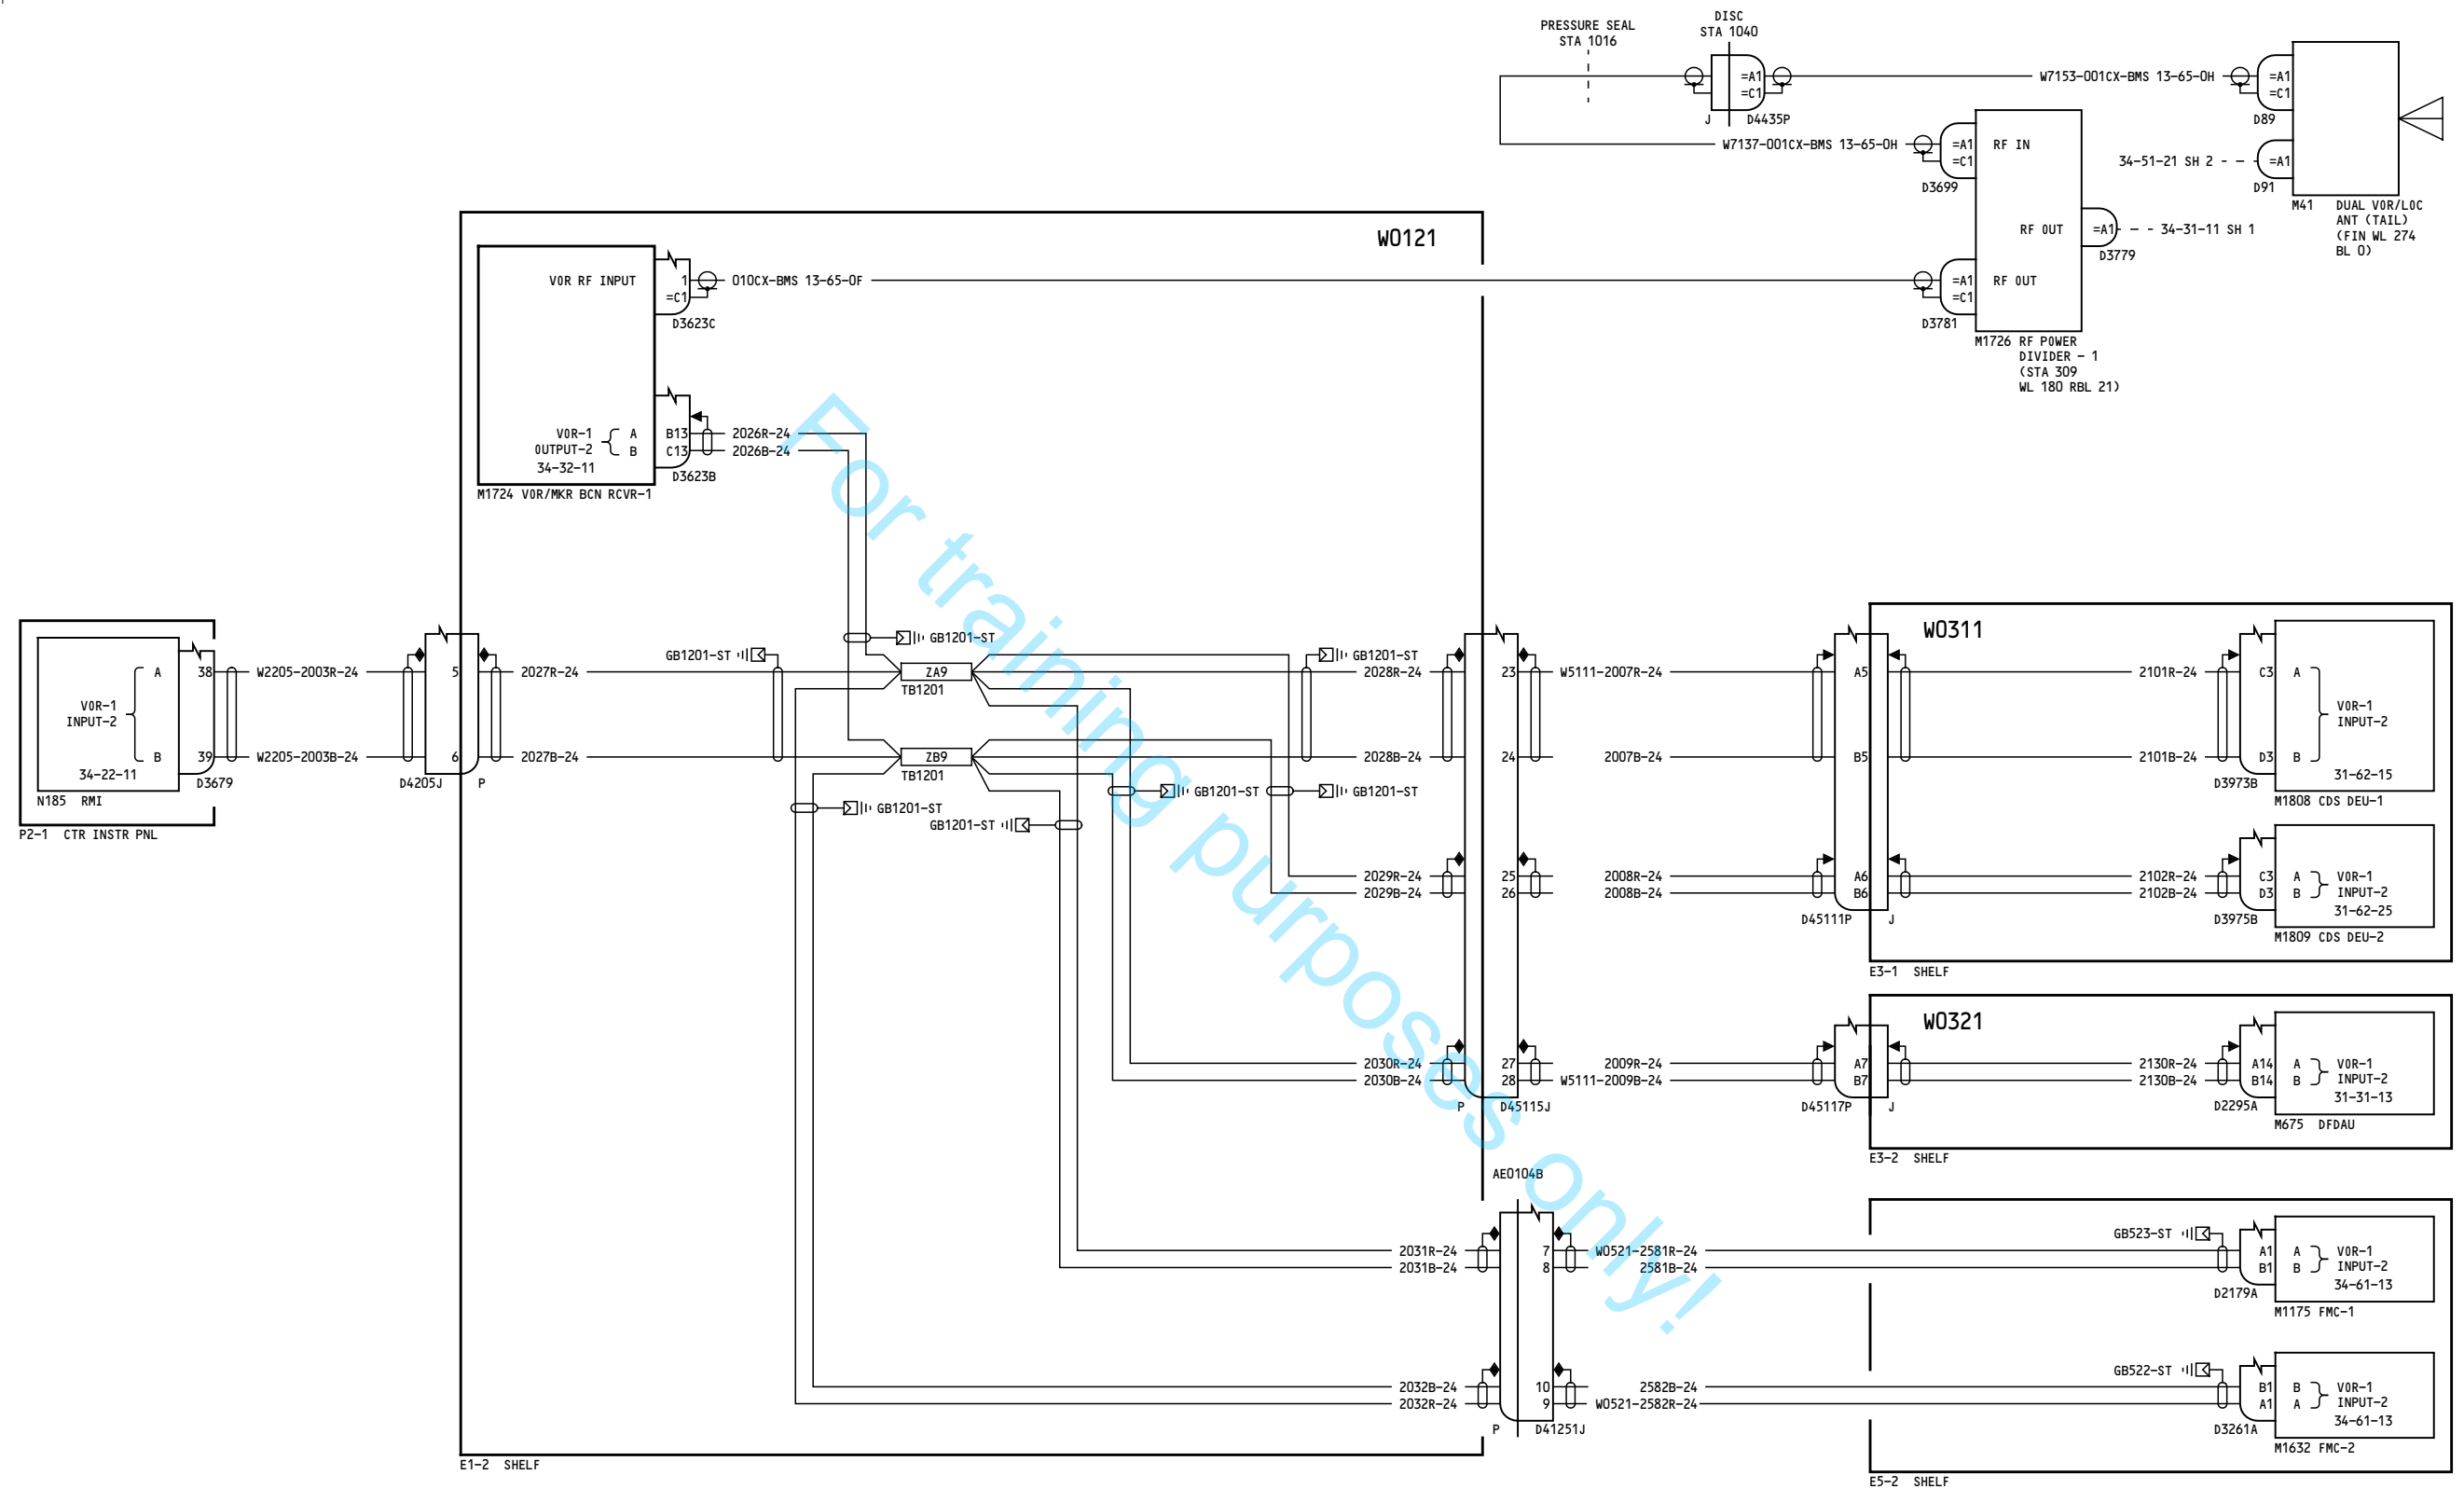 PRESSURE SEAL
STA 1016
DISC
STA 1040
=A1
=C1
J D4435P
W7153-001CX-BMS 13-65-0H
=A1
=C1
D89
34-51-21 SH 2
=A1
D91
M41 DUAL VOR/LOC
ANT (TAIL)
(FIN WL 274
BL 0)
W7137-001CX-BMS 13-65-0H
=A1
=C1
D3699
RF IN
RF OUT
=A1
34-31-11 SH 1
D3779
=A1
=C1
D3781
RF OUT
M1726 RF POWER
DIVIDER - 1
(STA 309
WL 180 RBL 21)
W0121
VOR RF INPUT
1
=C1
D3623C
010CX-BMS 13-65-0F
VOR-1
OUTPUT-2
A
B
34-32-11
B13
C13
D3623B
2026R-24
2026B-24
M1724 VOR/MKR BCN RCVR-1
A
VOR-1
INPUT-2
B
34-22-11
38
39
D3679
N185 RMI
P2-1 CTR INSTR PNL
W2205-2003R-24
W2205-2003B-24
5
6
D4205J P
2027R-24
2027B-24
GB1201-ST
GB1201-ST
ZA9
TB1201
ZB9
TB1201
GB1201-ST
GB1201-ST
GB1201-ST
GB1201-ST
GB1201-ST
2028R-24
2028B-24
2029R-24
2029B-24
2030R-24
2030B-24
23
24
25
26
27
28
P D45115J
W5111-2007R-24
2007B-24
2008R-24
2008B-24
2009R-24
W5111-2009B-24
A5
B5
A6
B6
D45111P J
W0311
2101R-24
2101B-24
C3 A
VOR-1
INPUT-2
D3 B
31-62-15
D3973B
M1808 CDS DEU-1
2102R-24
2102B-24
C3 A
D3 B
VOR-1
INPUT-2
31-62-25
D3975B
M1809 CDS DEU-2
E3-1 SHELF
W0321
A7
B7
D45117P J
2130R-24
2130B-24
A14 A
B14 B
VOR-1
INPUT-2
31-31-13
D2295A
M675 DFDAU
E3-2 SHELF
AE0104B
2031R-24
2031B-24
7
8
W0521-2581R-24
2581B-24
GB523-ST
A1 A
B1 B
VOR-1
INPUT-2
34-61-13
D2179A
M1175 FMC-1
2032B-24
2032R-24
10
9
P D41251J
2582B-24
W0521-2582R-24
GB522-ST
B1 B
A1 A
VOR-1
INPUT-2
34-61-13
D3261A
M1632 FMC-2
E1-2 SHELF
E5-2 SHELF
For training purposes only!